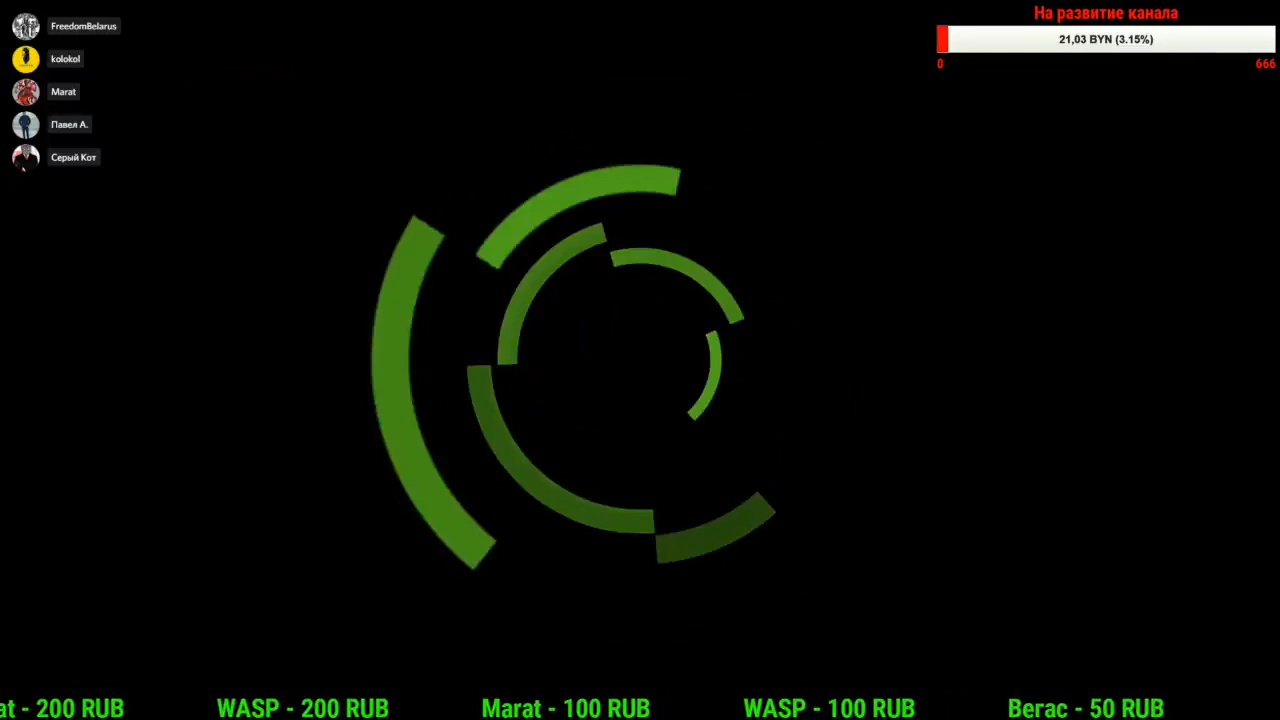 FreedomBelarus
kolokol
Marat
Павел А.
Серый Кот
На развитие канала
21,03 BYN (3.15%)
0 666
at - 200 RUB WASP - 200 RUB Marat - 100 RUB WASP - 100 RUB Вегас - 50 RUB